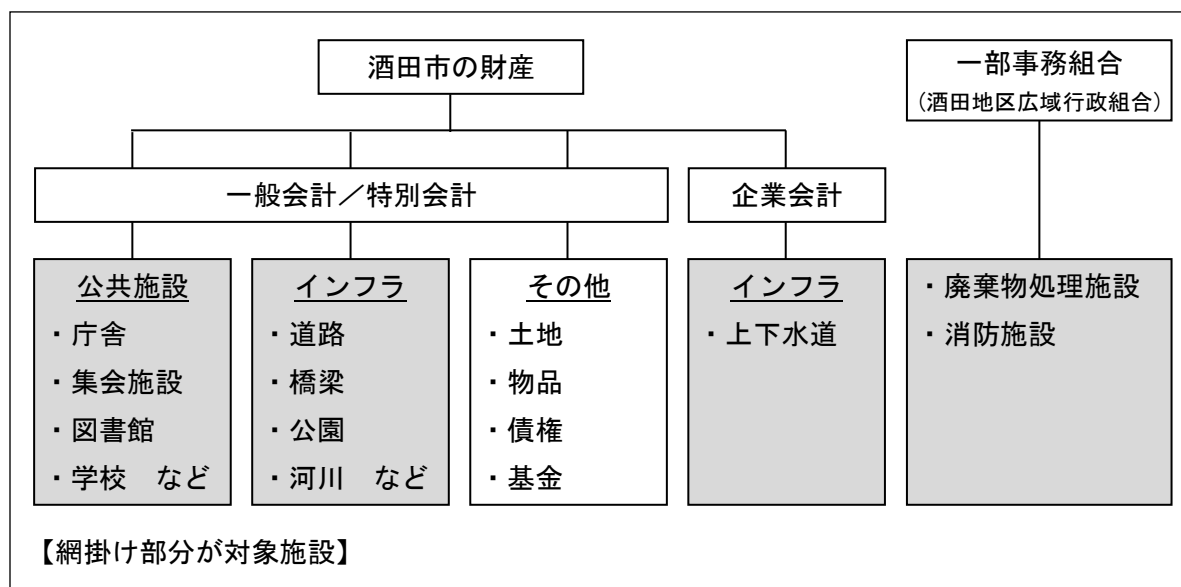 酒田市の財産
一部事務組合
（酒田地区広域行政組合）
一般会計／特別会計
企業会計
公共施設
・庁舎
・集会施設
・図書館
・学校　など
インフラ
・道路
・橋梁
・公園
・河川　など
その他
・土地
・物品
・債権
・基金
インフラ
・上下水道
・廃棄物処理施設
・消防施設
【網掛け部分が対象施設】